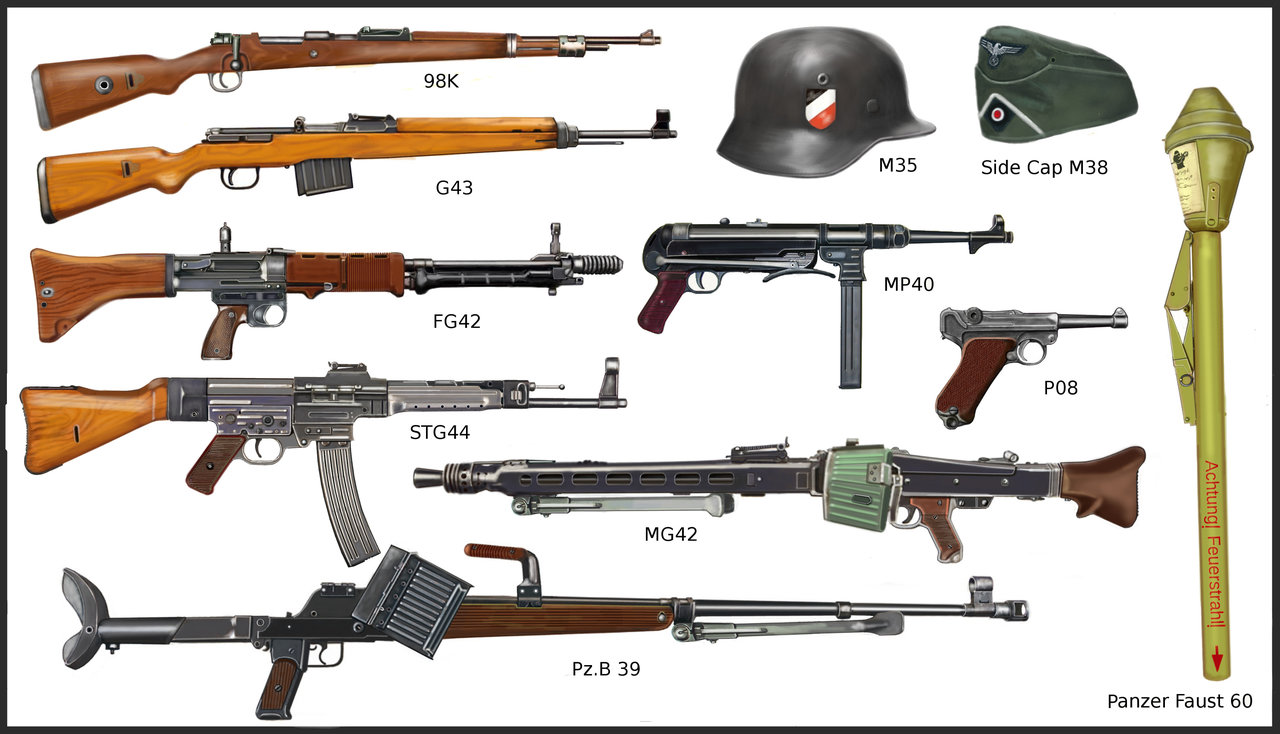 98K
M35
Side Cap M38
G43
MP40
FG42
P08
STG44
MG42
Achtung! Feuerstrahl!
Pz.B 39
Panzer Faust 60